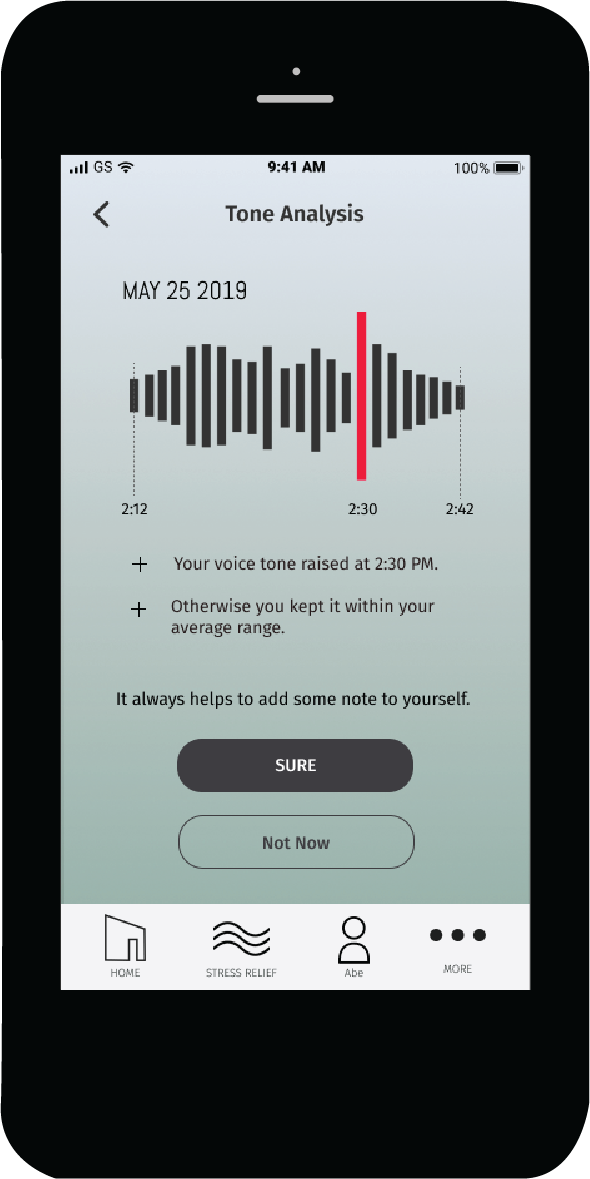 GS 9:41 AM 100%
Tone Analysis
MAY 25 2019
2:12 2:30 2:42
Your voice tone raised at 2:30 PM.
Otherwise you kept it within your
average range.
It always helps to add some note to yourself.
SURE
Not Now
HOME STRESS RELIEF Abe MORE